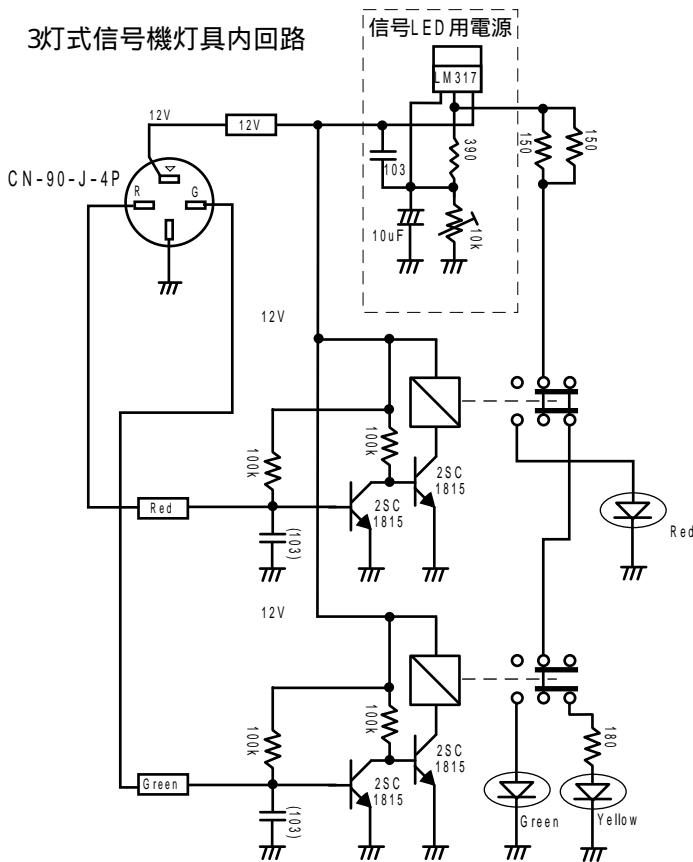 3灯式信号機灯具内回路
信号LED用電源
LM317
12V
12V
CN-90-J-4P
R
G
103
390
150
150
10uF
10k
12V
100k
100k
2SC
1815
2SC
1815
Red
(103)
Red
12V
100k
100k
2SC
1815
2SC
1815
180
Green
(103)
Green
Yellow